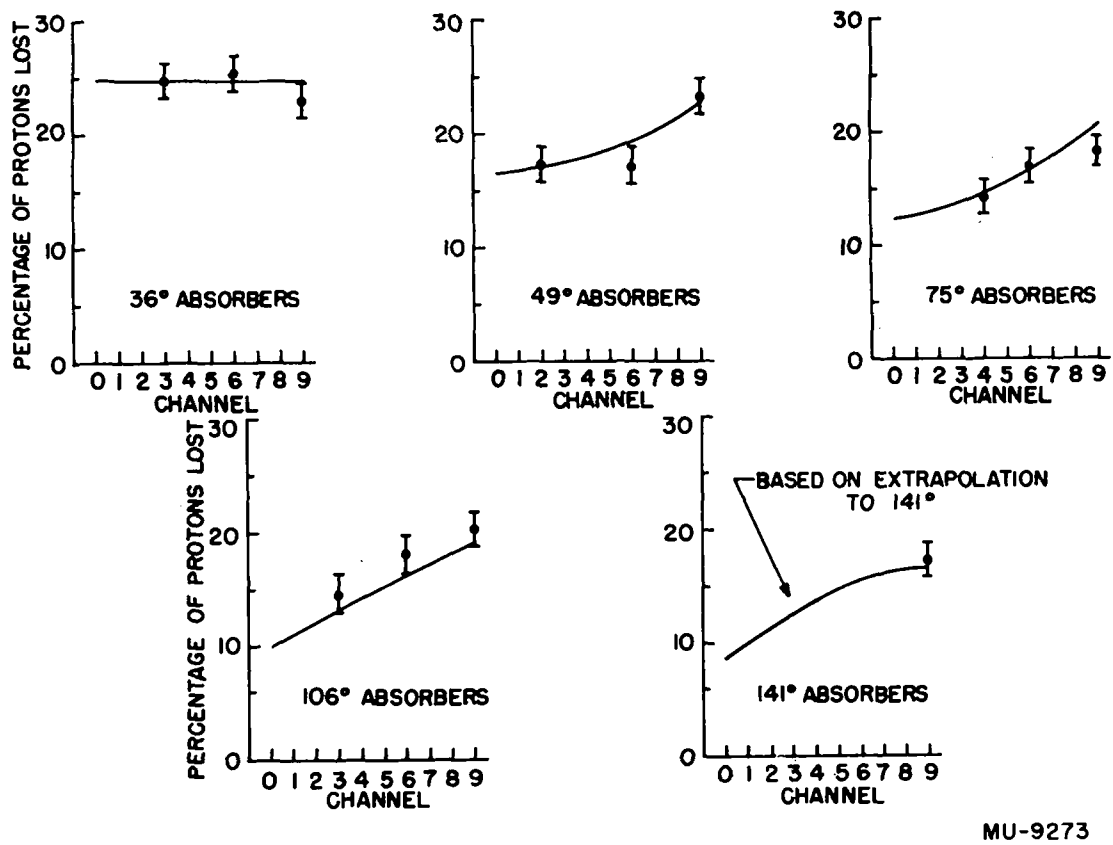 PERCENTAGE OF PROTONS LOST
30
20
10
0
36° ABSORBERS
0 1 2 3 4 5 6 7 8 9
CHANNEL
30
20
10
0
49° ABSORBERS
0 1 2 3 4 5 6 7 8 9
CHANNEL
30
20
10
0
75° ABSORBERS
0 1 2 3 4 5 6 7 8 9
CHANNEL
PERCENTAGE OF PROTONS LOST
30
20
10
0
106° ABSORBERS
0 1 2 3 4 5 6 7 8 9
CHANNEL
30
20
10
0
BASED ON EXTRAPOLATION
TO 141°
141° ABSORBERS
0 1 2 3 4 5 6 7 8 9
CHANNEL
MU-9273